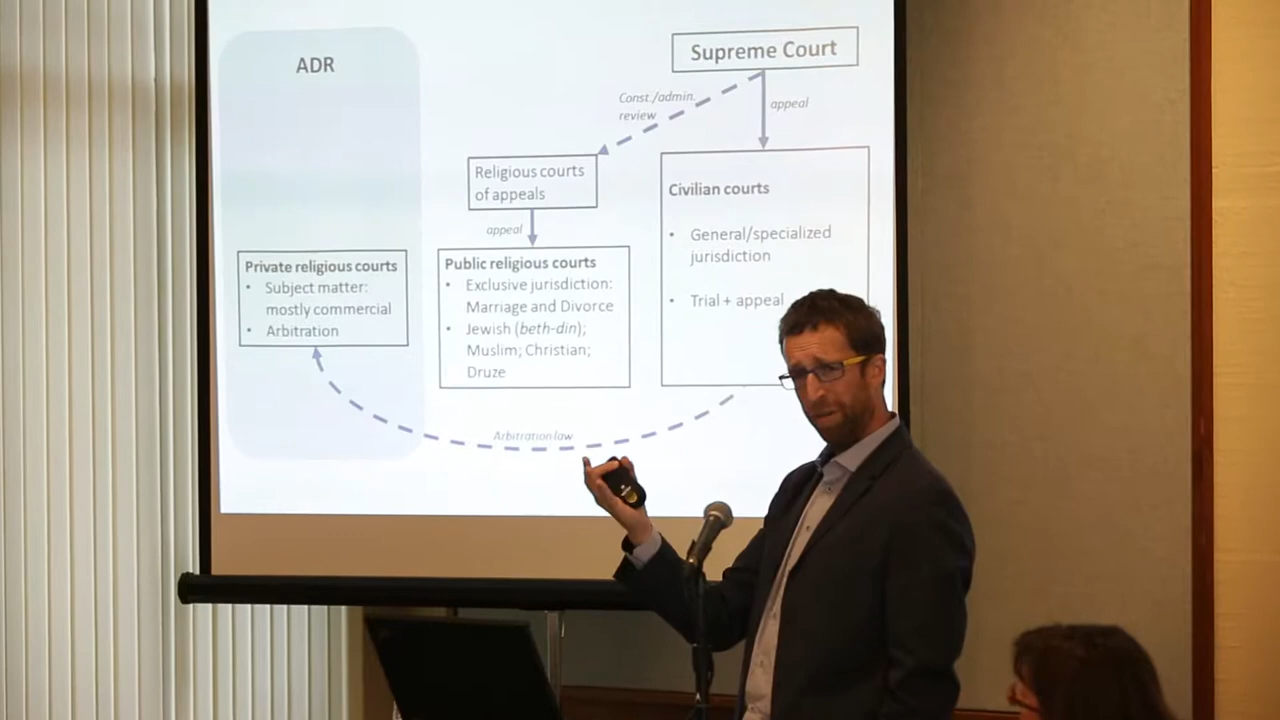 ADR
Supreme Court
Const./admin.
review
appeal
Religious courts
of appeals
appeal
Civilian courts
• General/specialized
jurisdiction
• Trial + appeal
Private religious courts
• Subject matter:
mostly commercial
• Arbitration
Public religious courts
• Exclusive jurisdiction:
Marriage and Divorce
• Jewish (beth-din);
Muslim; Christian;
Druze
Arbitration law